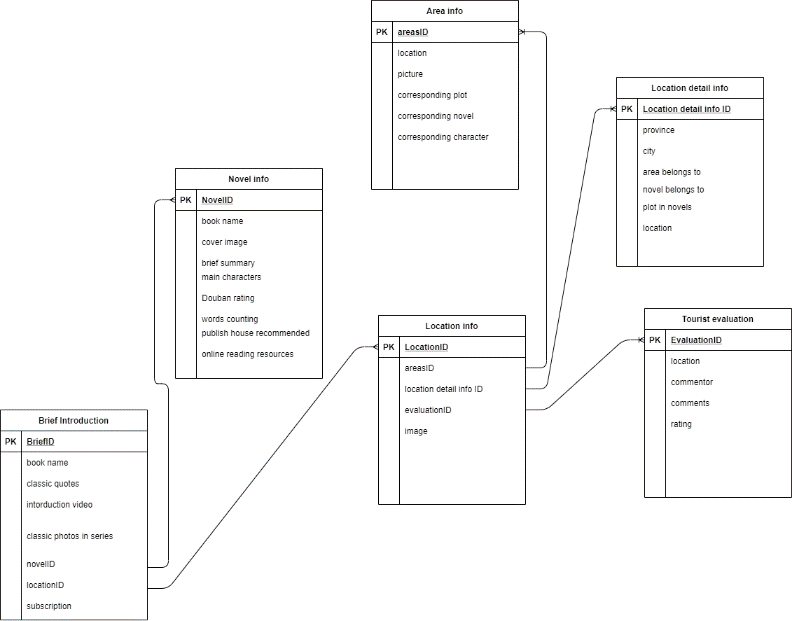 Area info
PK areasID
location
picture
corresponding plot
corresponding novel
corresponding character
Location detail info
PK Location detail info ID
province
city
area belongs to
novel belongs to
plot in novels
location
Novel info
PK NovelID
book name
cover image
brief summary
main characters
Douban rating
words counting
publish house recommended
online reading resources
Location info
PK LocationID
areasID
location detail info ID
evaluationID
image
Tourist evaluation
PK EvaluationID
location
commentor
comments
rating
Brief Introduction
PK BriefID
book name
classic quotes
intorduction video
classic photos in series
novelID
locationID
subscription